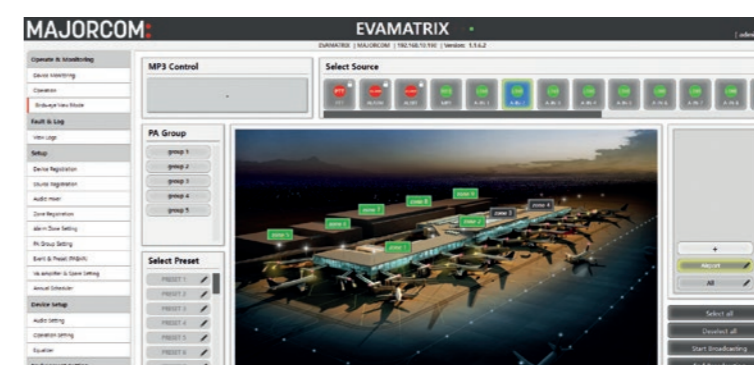 MAJORCOM:
EVAMATRIX
EVAMATRIX | MAJORCOM | 192.168.10.190 | Version: 1.1.6.2
Operate & Monitoring
Device Monitoring
Operation
Birdseye View Mode
Fault & Log
View Logs
Setup
Device Registration
Source Registration
Audio mixer
Zone Registration
Alarm Zone Setting
PA Group Setting
Event & Preset (PA&VA)
VA amplifier & Spare Setting
Annual Scheduler
Device Setup
Audio Setting
Operation Setting
Equalizer
MP3 Control
Select Source
PA Group
group 1
group 2
group 3
group 4
group 5
Select Preset
PRESET 1
PRESET 2
PRESET 3
PRESET 4
PRESET 5
PRESET 6
zone 9
zone 8
zone 7
zone 6
zone 5
zone 4
zone 3
zone 2
zone 1
+
Airport
All
Select all
Deselect all
Start Broadcasting